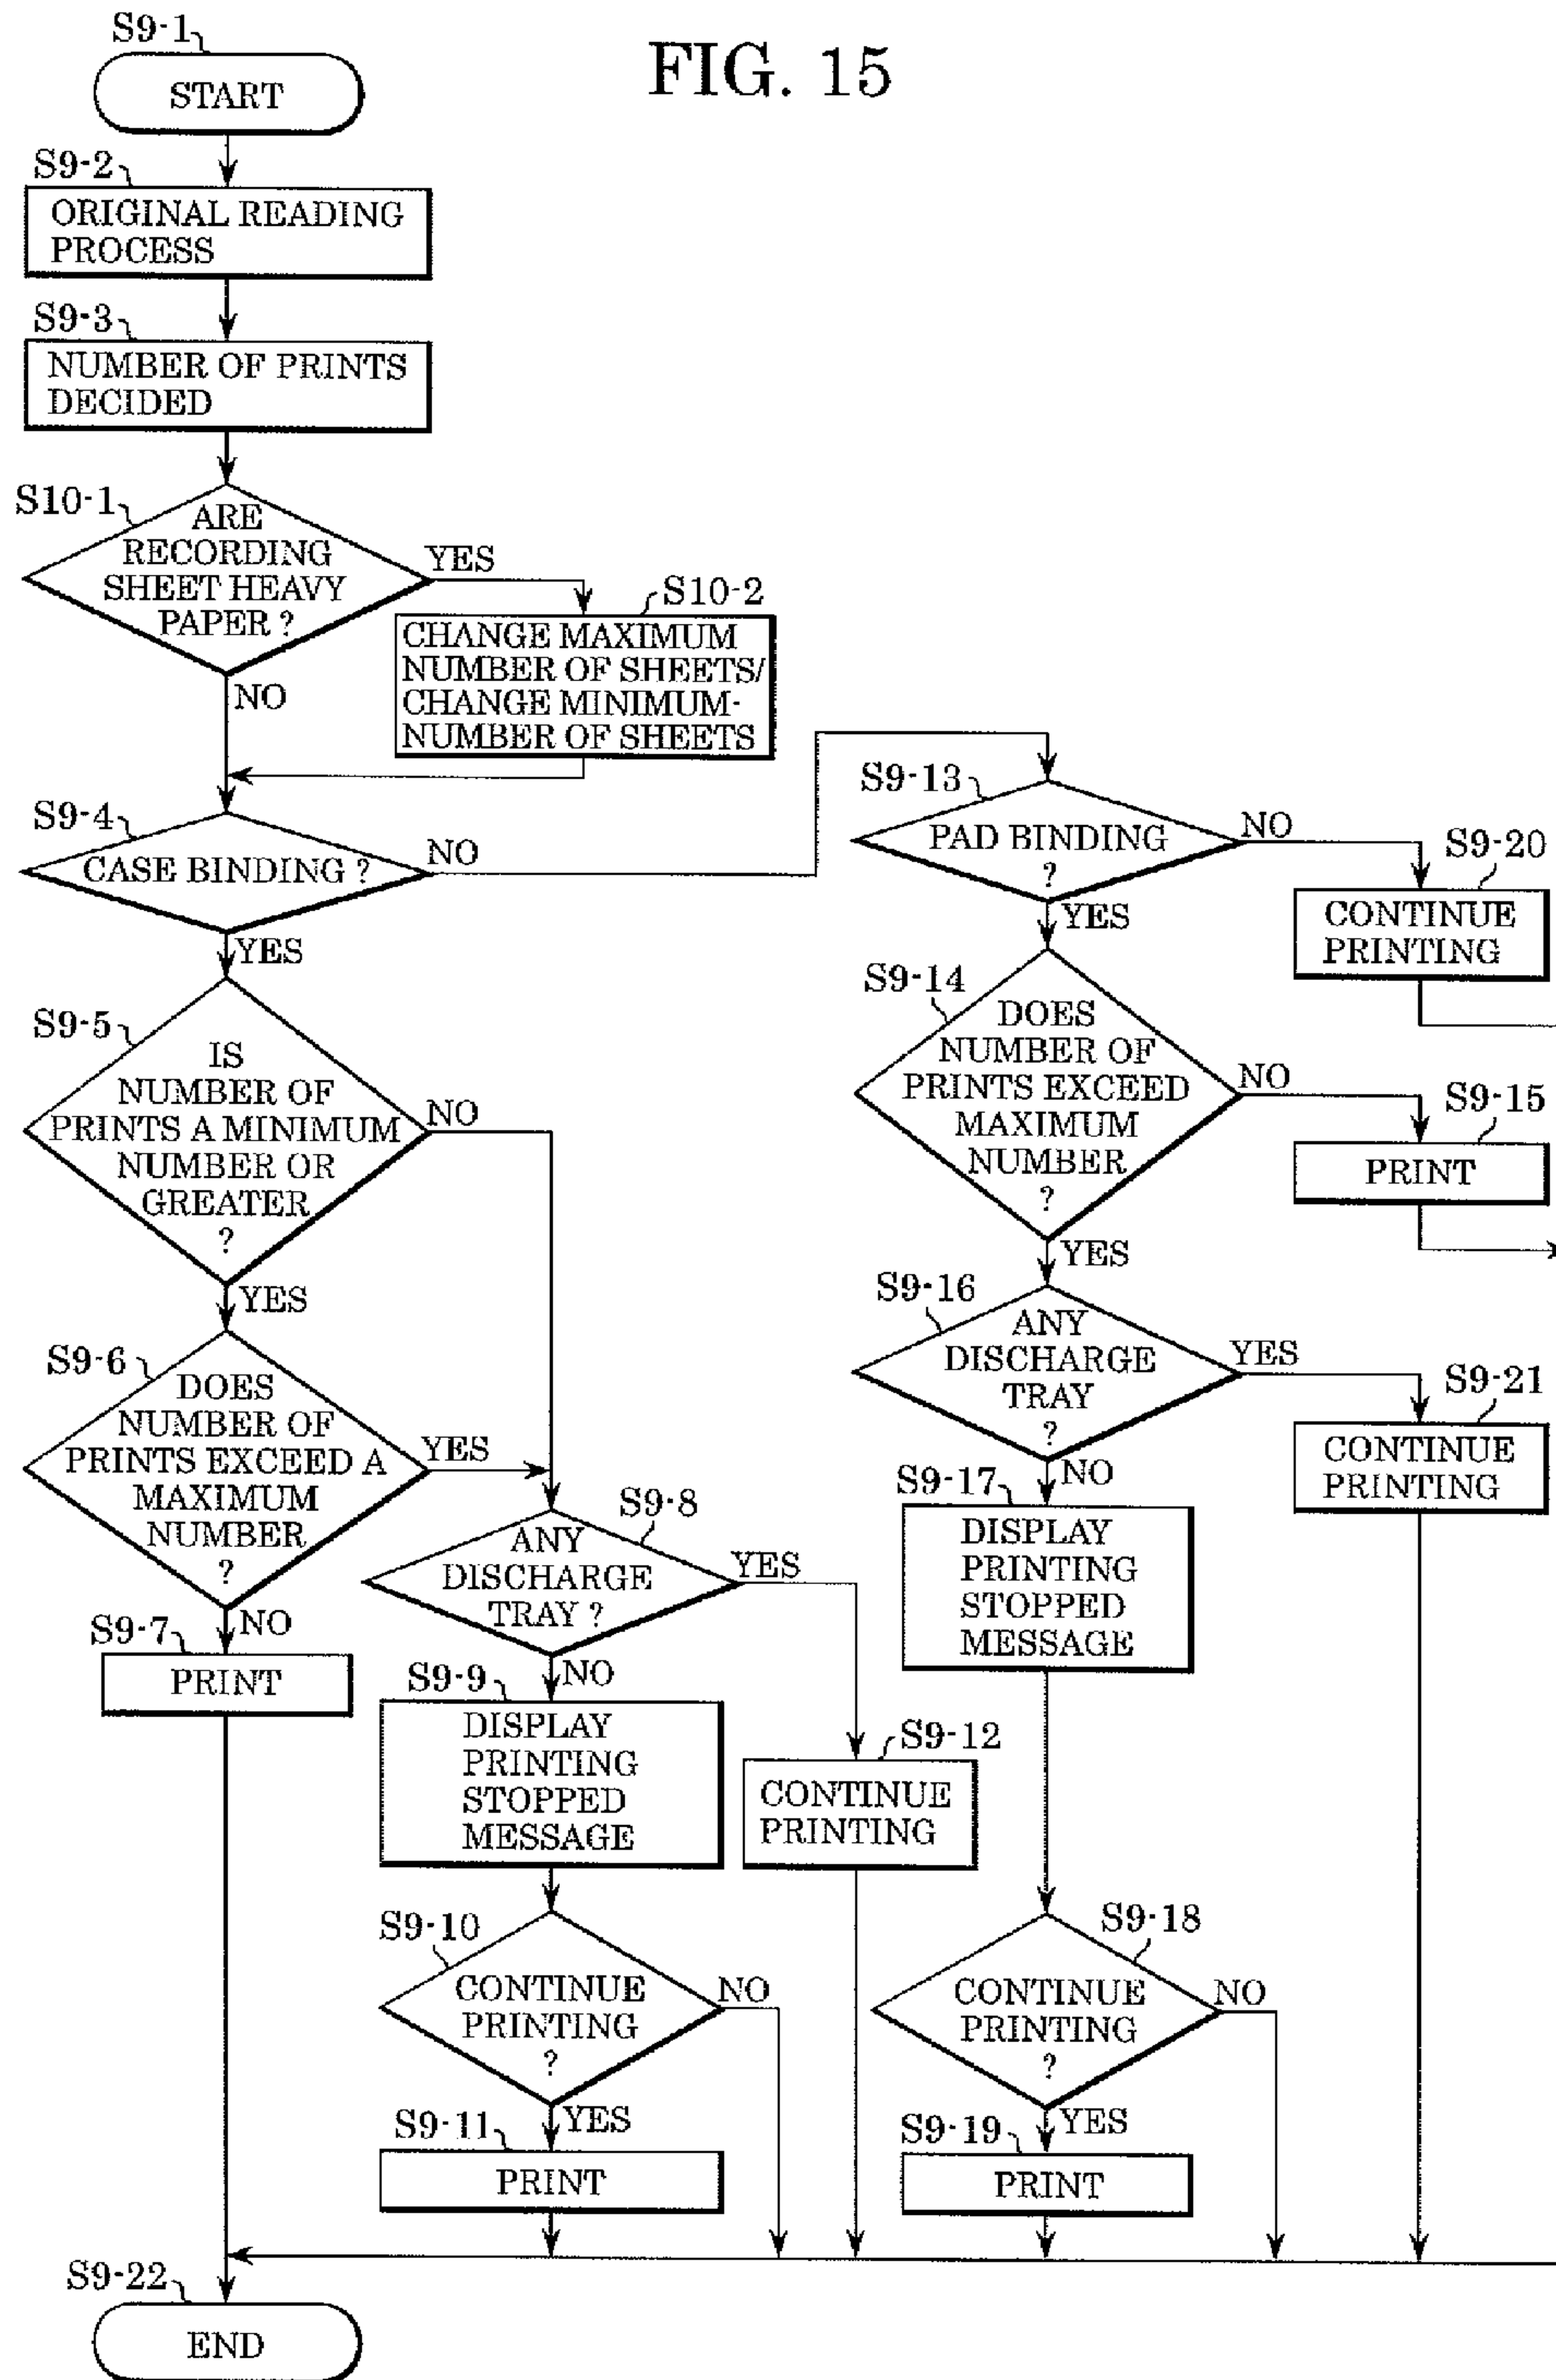 FIG. 15
S9-1
START
S9-2
ORIGINAL READING
PROCESS
S9-3
NUMBER OF PRINTS
DECIDED
S10-1
ARE
RECORDING
SHEET HEAVY
PAPER ?
YES
NO
S10-2
CHANGE MAXIMUM
NUMBER OF SHEETS/
CHANGE MINIMUM-
NUMBER OF SHEETS
S9-4
CASE BINDING ?
NO
YES
S9-5
IS
NUMBER OF
PRINTS A MINIMUM
NUMBER OR
GREATER
?
NO
YES
S9-6
DOES
NUMBER OF
PRINTS EXCEED A
MAXIMUM
NUMBER
?
YES
NO
S9-7
PRINT
S9-8
ANY
DISCHARGE
TRAY ?
YES
NO
S9-9
DISPLAY
PRINTING
STOPPED
MESSAGE
S9-12
CONTINUE
PRINTING
S9-10
CONTINUE
PRINTING
?
NO
YES
S9-11
PRINT
S9-13
PAD BINDING
?
NO
YES
S9-20
CONTINUE
PRINTING
S9-14
DOES
NUMBER OF
PRINTS EXCEED
MAXIMUM
NUMBER
?
NO
YES
S9-15
PRINT
S9-16
ANY
DISCHARGE
TRAY
?
YES
NO
S9-21
CONTINUE
PRINTING
S9-17
DISPLAY
PRINTING
STOPPED
MESSAGE
S9-18
CONTINUE
PRINTING
?
NO
YES
S9-19
PRINT
S9-22
END